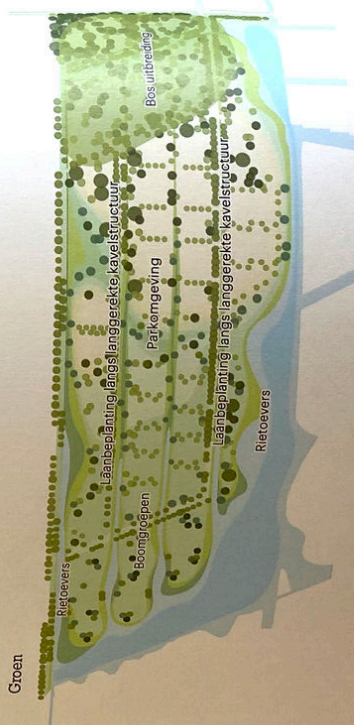 Groen
Rietoevers
Boomgroepen
Laanbeplanting langs langgerekte kavelstructuur
Parkomgeving
Bos uitbreiding
Laanbeplanting langs langgerekte kavelstructuur
Rietoevers